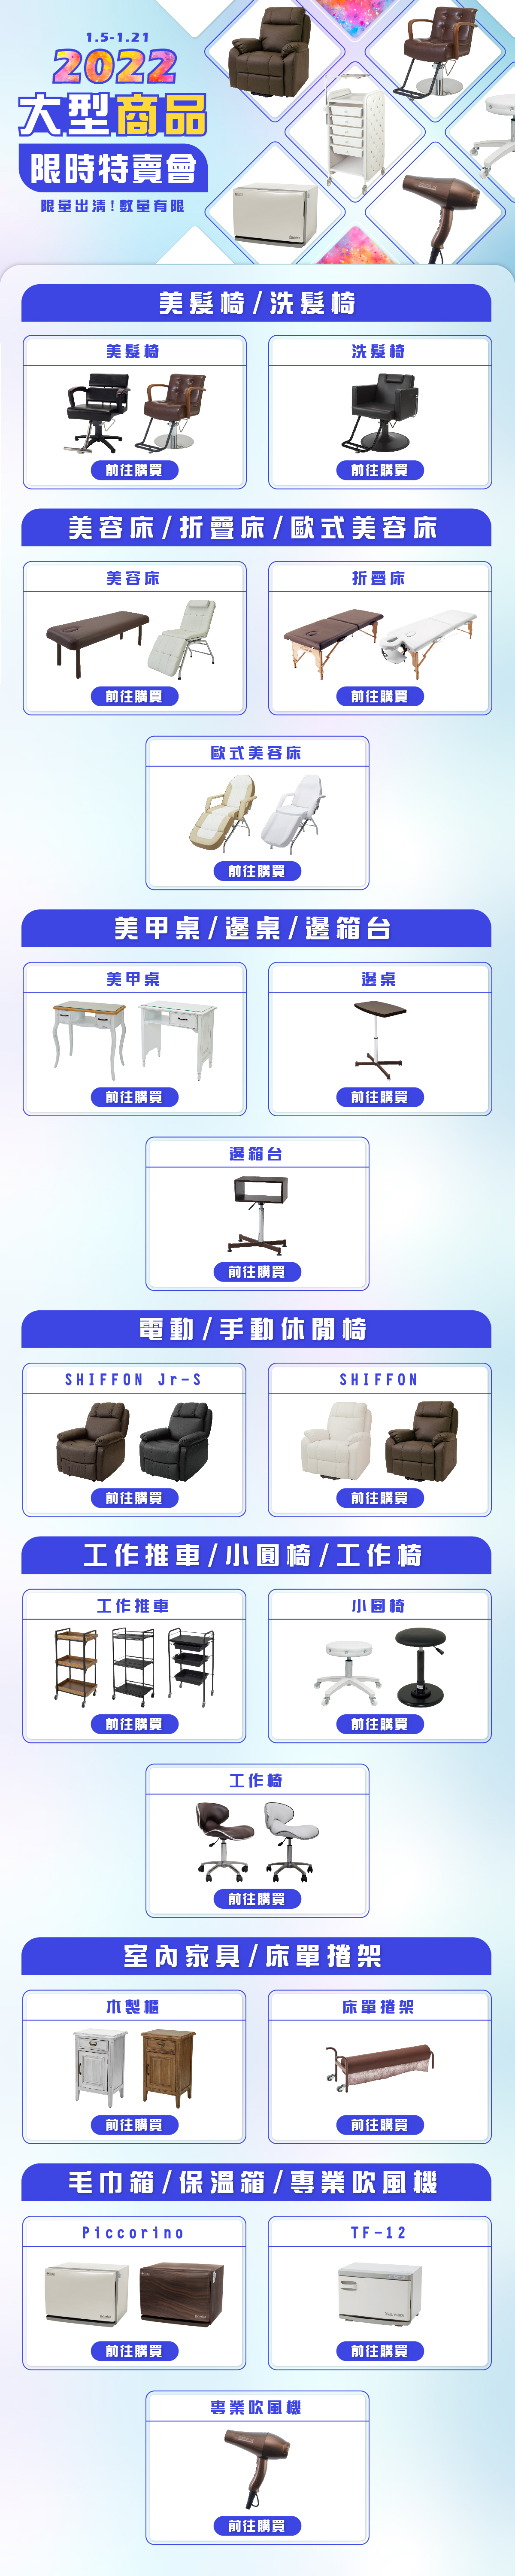 1.5-1.21
2022
大型商品
限時特賣會
限量出清!數量有限
美髮椅/洗髮椅
美髮椅
洗髮椅
前往購買
前往購買
美容床/折疊床/歐式美容床
美容床
折疊床
前往購買
前往購買
歐式美容床
前往購買
美甲桌/邊桌/邊箱台
美甲桌
邊桌
前往購買
前往購買
邊箱台
前往購買
電動/手動休閒椅
SHIFFON Jr-S
SHIFFON
前往購買
前往購買
工作推車/小圓椅/工作椅
工作推車
小圓椅
前往購買
前往購買
工作椅
前往購買
室內家具/床單捲架
木製櫃
床單捲架
前往購買
前往購買
毛巾箱/保溫箱/專業吹風機
Piccorino
TF-12
前往購買
前往購買
專業吹風機
前往購買